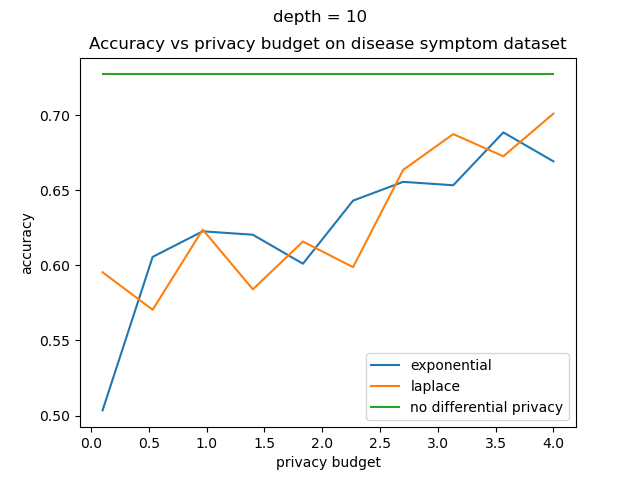 depth = 10
Accuracy vs privacy budget on disease symptom dataset
0.70
0.65
0.60
0.55
0.50
accuracy
exponential
laplace
no differential privacy
0.0 0.5 1.0 1.5 2.0 2.5 3.0 3.5 4.0
privacy budget